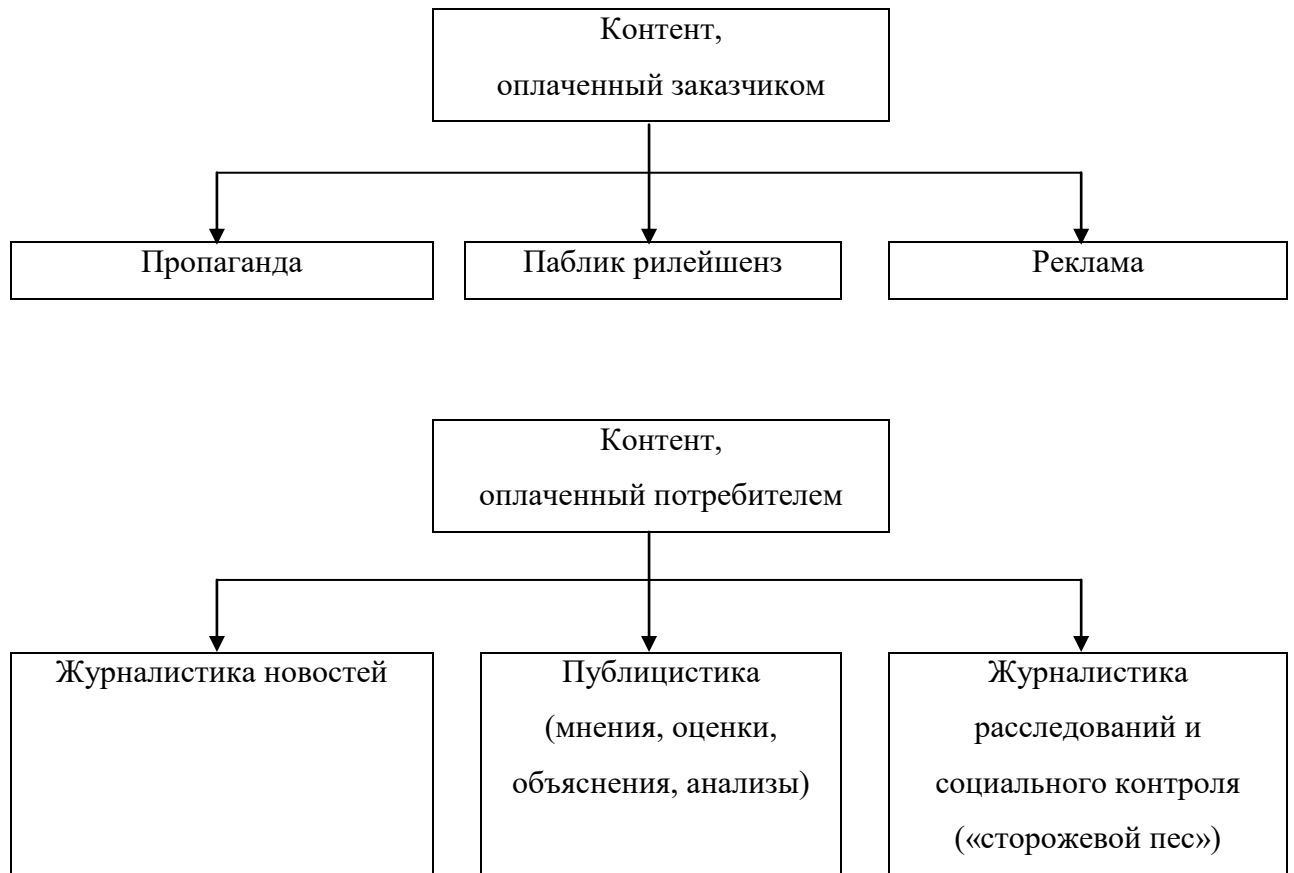 Контент,
оплаченный заказчиком
Пропаганда
Паблик рилейшенз
Реклама
Контент,
оплаченный потребителем
Журналистика новостей
Публицистика
(мнения, оценки,
объяснения, анализы)
Журналистика
расследований и
социального контроля
(«сторожевой пес»)